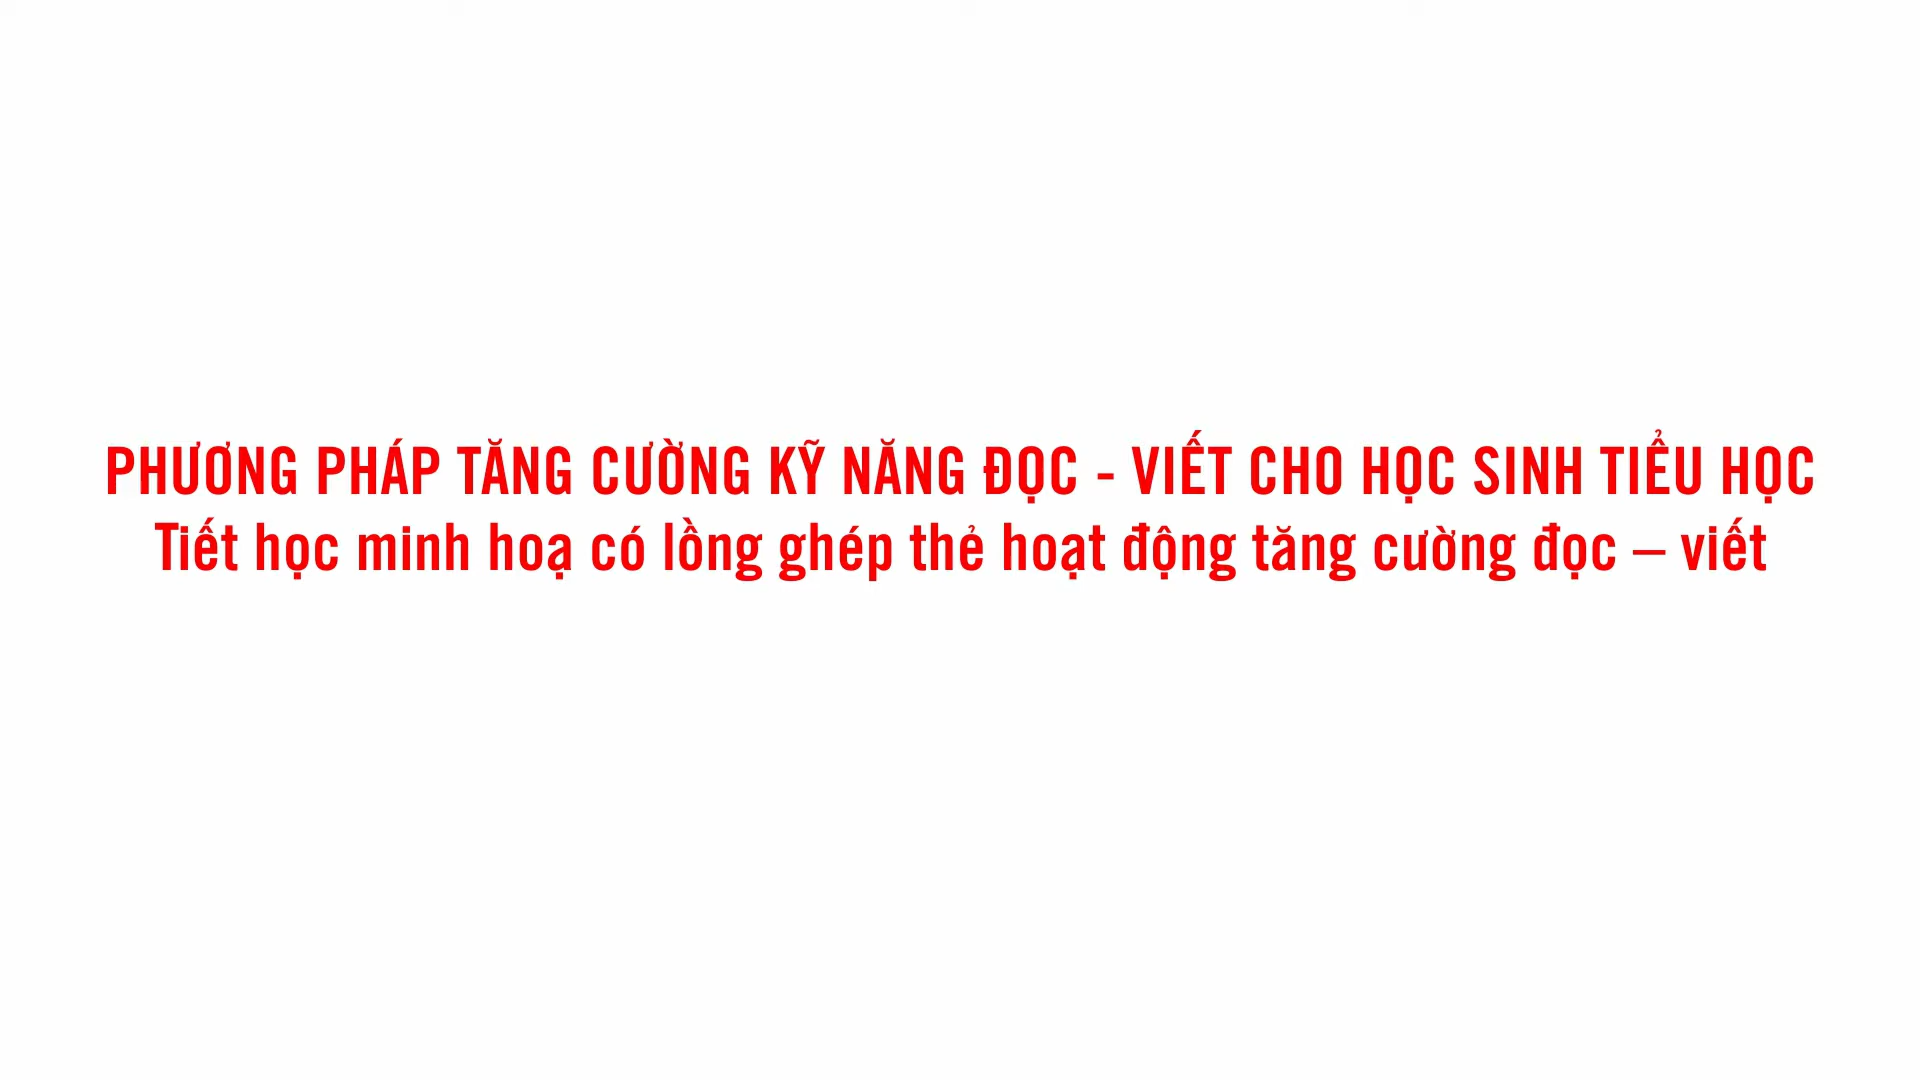 PHƯƠNG PHÁP TĂNG CƯỜNG KỸ NĂNG ĐỌC - VIẾT CHO HỌC SINH TIỂU HỌC
Tiết học minh hoạ có lồng ghép thẻ hoạt động tăng cường đọc – viết